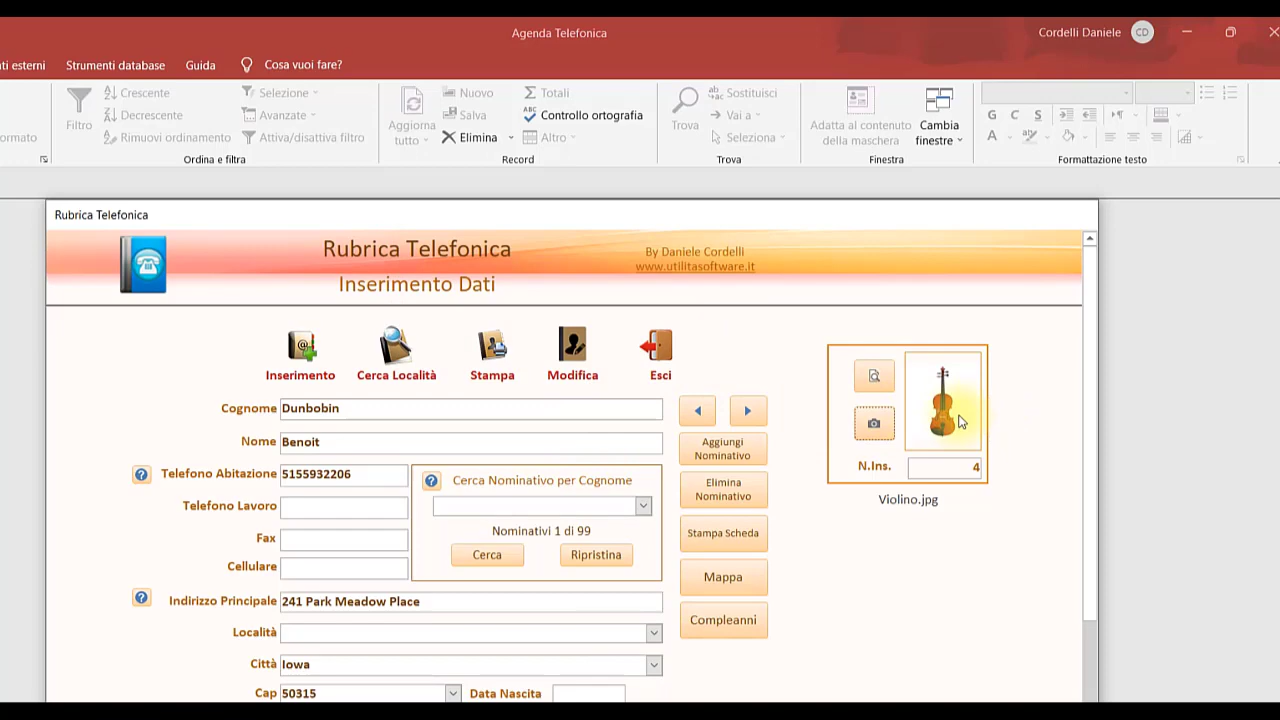 Agenda Telefonica
Cordelli Daniele CD
ti esterni Strumenti database Guida Cosa vuoi fare?
Filtro
Crescente
Decrescente
Rimuovi ordinamento
Selezione
Avanzate
Attiva/disattiva filtro
Aggiorna tutto
Nuovo
Salva
Elimina
Totali
Controllo ortografia
Altro
Trova
Sostituisci
Vai a
Seleziona
Adatta al contenuto della maschera
Cambia finestre
G C S
A
ormato
Ordina e filtra
Record
Trova
Finestra
Formattazione testo
Rubrica Telefonica
Rubrica Telefonica
Inserimento Dati
By Daniele Cordelli
www.utilitasoftware.it
Inserimento Cerca Località Stampa Modifica Esci
Cognome Dunbobin
Nome Benoit
Telefono Abitazione 5155932206
Telefono Lavoro
Fax
Cellulare
Cerca Nominativo per Cognome
Nominativi 1 di 99
Cerca Ripristina
Indirizzo Principale 241 Park Meadow Place
Località
Città Iowa
Cap 50315 Data Nascita
Aggiungi Nominativo
Elimina Nominativo
Stampa Scheda
Mappa
Compleanni
N.Ins. 4
Violino.jpg